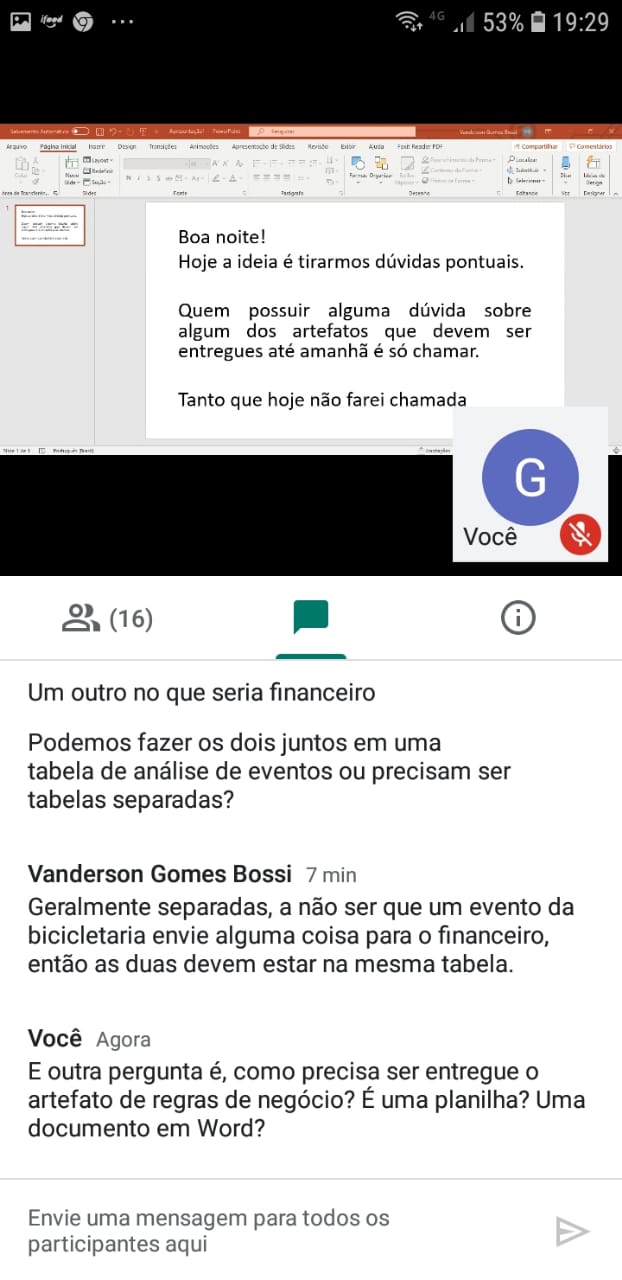 ifood
4G
53%
19:29
Salvamento Automático
Apresentação1
PowerPoint
Pesquisar
Vanderson Gomes Bossi
Arquivo
Página Inicial
Inserir
Design
Transições
Animações
Apresentação de Slides
Revisão
Exibir
Ajuda
Foxit Reader PDF
Compartilhar
Comentários
Layout
Redefinir
Seção
Novo
Slide
Formas
Organizar
Localizar
Substituir
Selecionar
Ideias de
Design
Slides
Fonte
Parágrafo
Desenho
Editando
Voz
Designer
1
Boa noite!
Hoje a ideia é tirarmos dúvidas pontuais.
Quem possuir alguma dúvida sobre
algum dos artefatos que devem ser
entregues até amanhã é só chamar.
Tanto que hoje não farei chamada
Slide 1 de 1
Português (Brasil)
G
Você
(16)
Um outro no que seria financeiro
Podemos fazer os dois juntos em uma
tabela de análise de eventos ou precisam ser
tabelas separadas?
Vanderson Gomes Bossi 7 min
Geralmente separadas, a não ser que um evento da
bicicletaria envie alguma coisa para o financeiro,
então as duas devem estar na mesma tabela.
Você Agora
E outra pergunta é, como precisa ser entregue o
artefato de regras de negócio? É uma planilha? Uma
documento em Word?
Envie uma mensagem para todos os
participantes aqui